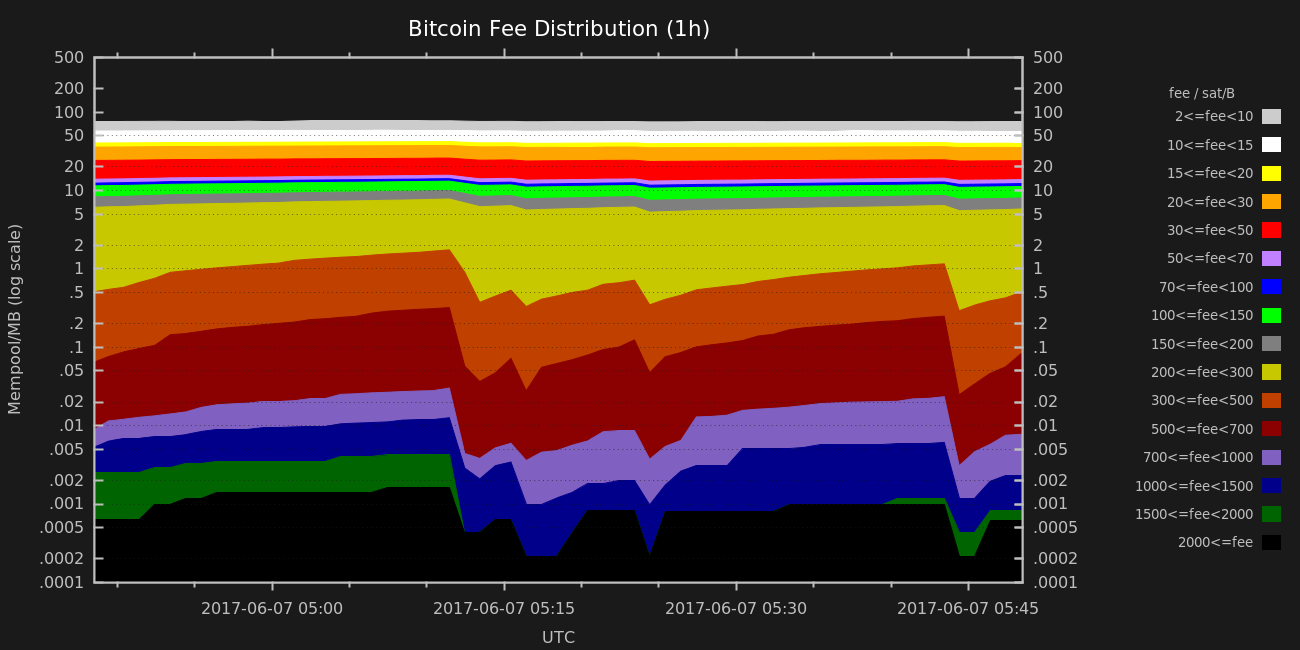 Bitcoin Fee Distribution (1h)
Mempool/MB (log scale)
500
200
100
50
20
10
5
2
1
.5
.2
.1
.05
.02
.01
.005
.002
.001
.0005
.0002
.0001
500
200
100
50
20
10
5
2
1
.5
.2
.1
.05
.02
.01
.005
.002
.001
.0005
.0002
.0001
2017-06-07 05:00
2017-06-07 05:15
2017-06-07 05:30
2017-06-07 05:45
UTC
fee / sat/B
2<=fee<10
10<=fee<15
15<=fee<20
20<=fee<30
30<=fee<50
50<=fee<70
70<=fee<100
100<=fee<150
150<=fee<200
200<=fee<300
300<=fee<500
500<=fee<700
700<=fee<1000
1000<=fee<1500
1500<=fee<2000
2000<=fee